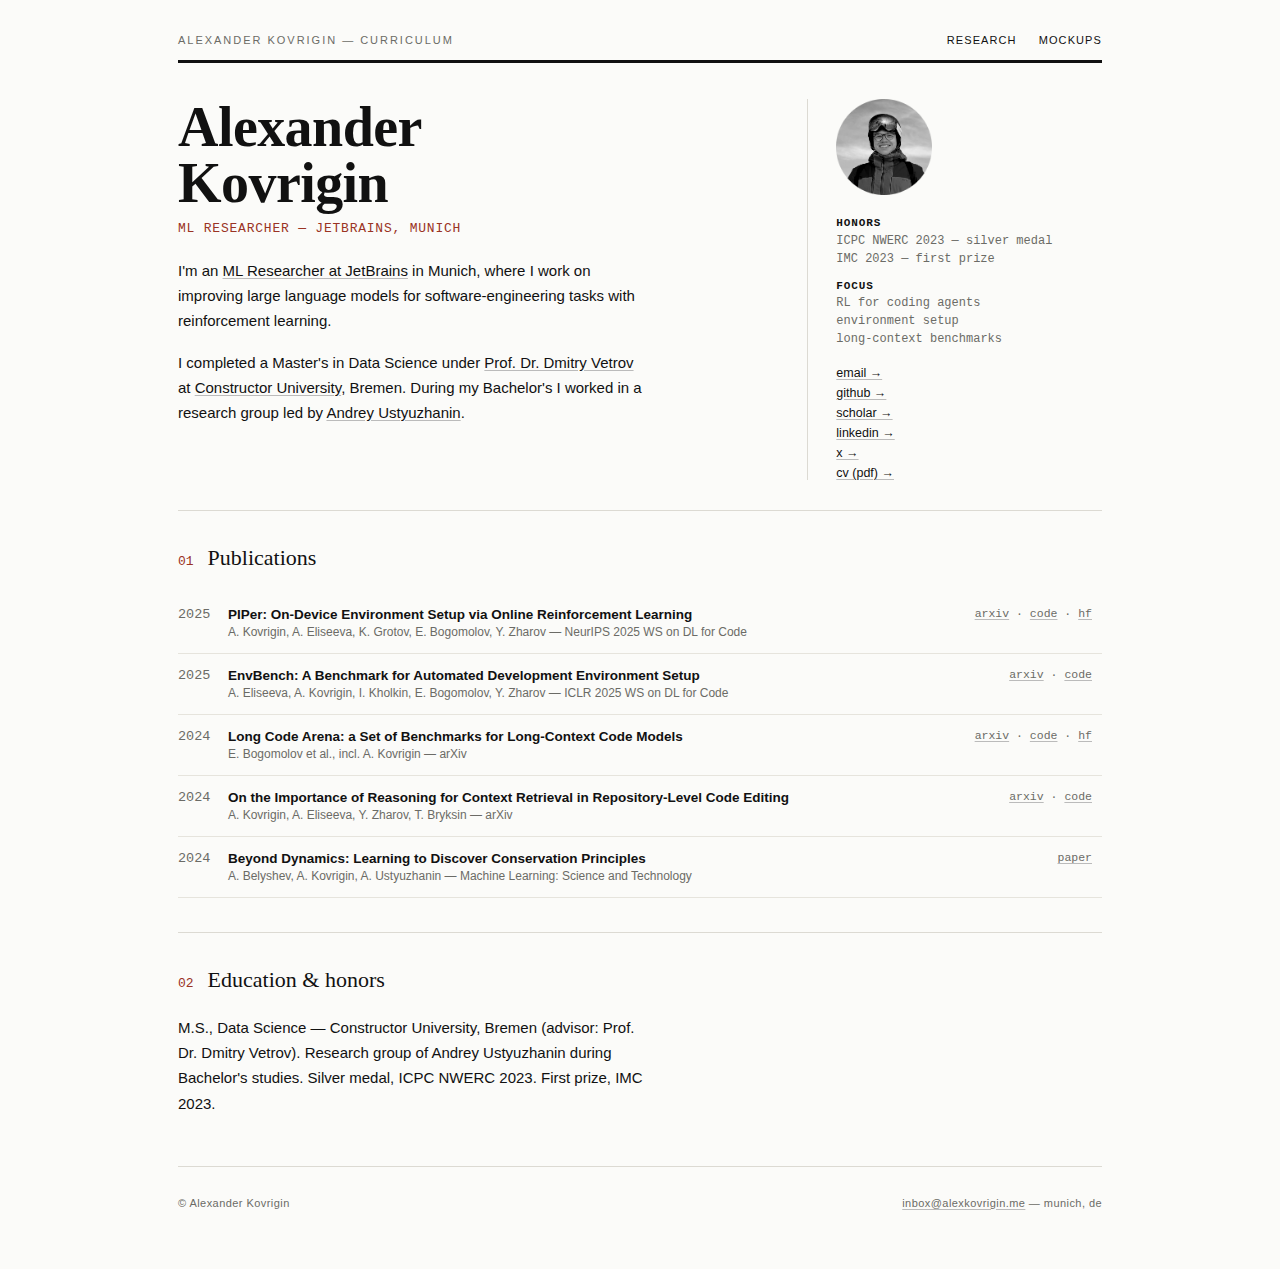 ALEXANDER KOVRIGIN — CURRICULUM
RESEARCH MOCKUPS
Alexander
Kovrigin
ML RESEARCHER — JETBRAINS, MUNICH
I'm an ML Researcher at JetBrains in Munich, where I work on
improving large language models for software-engineering tasks with
reinforcement learning.
I completed a Master's in Data Science under Prof. Dr. Dmitry Vetrov
at Constructor University, Bremen. During my Bachelor's I worked in a
research group led by Andrey Ustyuzhanin.
HONORS
ICPC NWERC 2023 — silver medal
IMC 2023 — first prize
FOCUS
RL for coding agents
environment setup
long-context benchmarks
email →
github →
scholar →
linkedin →
x →
cv (pdf) →
01 Publications
2025 PIPer: On-Device Environment Setup via Online Reinforcement Learning arxiv · code · hf
A. Kovrigin, A. Eliseeva, K. Grotov, E. Bogomolov, Y. Zharov — NeurIPS 2025 WS on DL for Code
2025 EnvBench: A Benchmark for Automated Development Environment Setup arxiv · code
A. Eliseeva, A. Kovrigin, I. Kholkin, E. Bogomolov, Y. Zharov — ICLR 2025 WS on DL for Code
2024 Long Code Arena: a Set of Benchmarks for Long-Context Code Models arxiv · code · hf
E. Bogomolov et al., incl. A. Kovrigin — arXiv
2024 On the Importance of Reasoning for Context Retrieval in Repository-Level Code Editing arxiv · code
A. Kovrigin, A. Eliseeva, Y. Zharov, T. Bryksin — arXiv
2024 Beyond Dynamics: Learning to Discover Conservation Principles paper
A. Belyshev, A. Kovrigin, A. Ustyuzhanin — Machine Learning: Science and Technology
02 Education & honors
M.S., Data Science — Constructor University, Bremen (advisor: Prof.
Dr. Dmitry Vetrov). Research group of Andrey Ustyuzhanin during
Bachelor's studies. Silver medal, ICPC NWERC 2023. First prize, IMC
2023.
© Alexander Kovrigin
inbox@alexkovrigin.me — munich, de